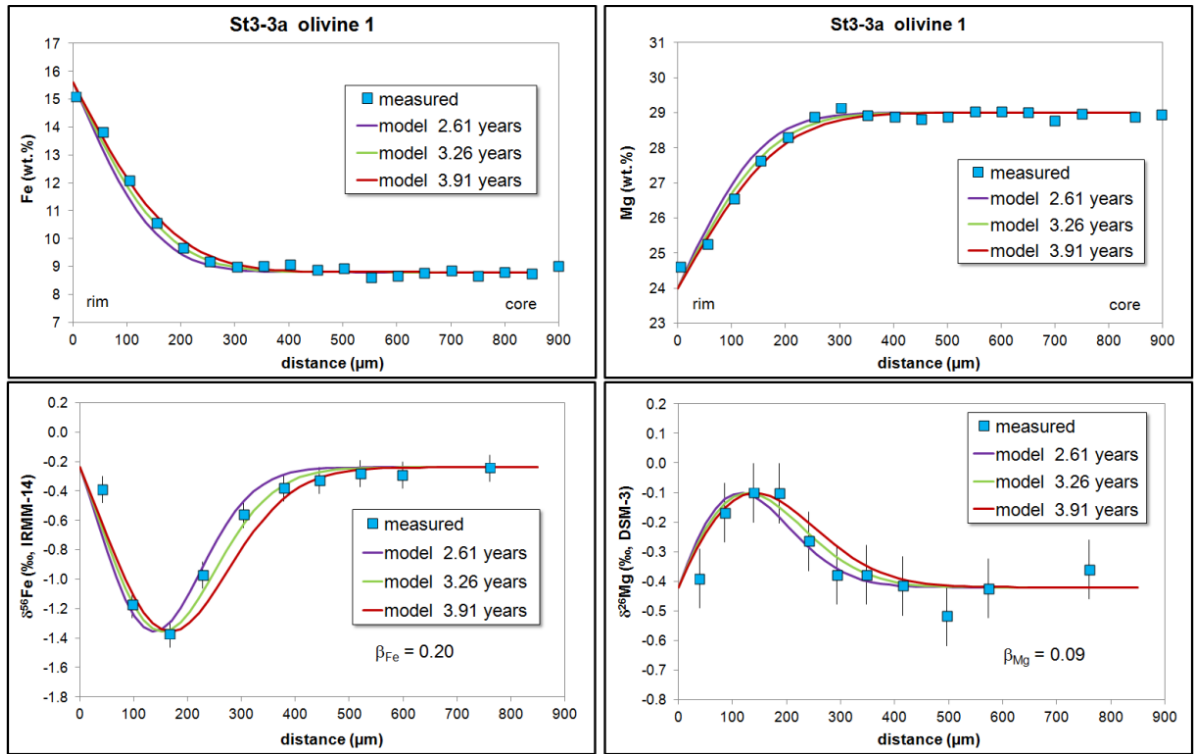 St3-3a olivine 1
Fe (wt.%)
17
16
15
14
13
12
11
10
9
8
7
measured
model 2.61 years
model 3.26 years
model 3.91 years
rim
core
0 100 200 300 400 500 600 700 800 900
distance (µm)
St3-3a olivine 1
Mg (wt.%)
31
30
29
28
27
26
25
24
23
measured
model 2.61 years
model 3.26 years
model 3.91 years
rim
core
0 100 200 300 400 500 600 700 800 900
distance (µm)
δ56Fe (‰, IRMM-14)
0.2
0.0
-0.2
-0.4
-0.6
-0.8
-1.0
-1.2
-1.4
-1.6
-1.8
measured
model 2.61 years
model 3.26 years
model 3.91 years
βFe = 0.20
0 100 200 300 400 500 600 700 800 900
distance (µm)
δ26Mg (‰, DSM-3)
0.2
0.1
0.0
-0.1
-0.2
-0.3
-0.4
-0.5
-0.6
-0.7
-0.8
measured
model 2.61 years
model 3.26 years
model 3.91 years
βMg = 0.09
0 100 200 300 400 500 600 700 800 900
distance (µm)